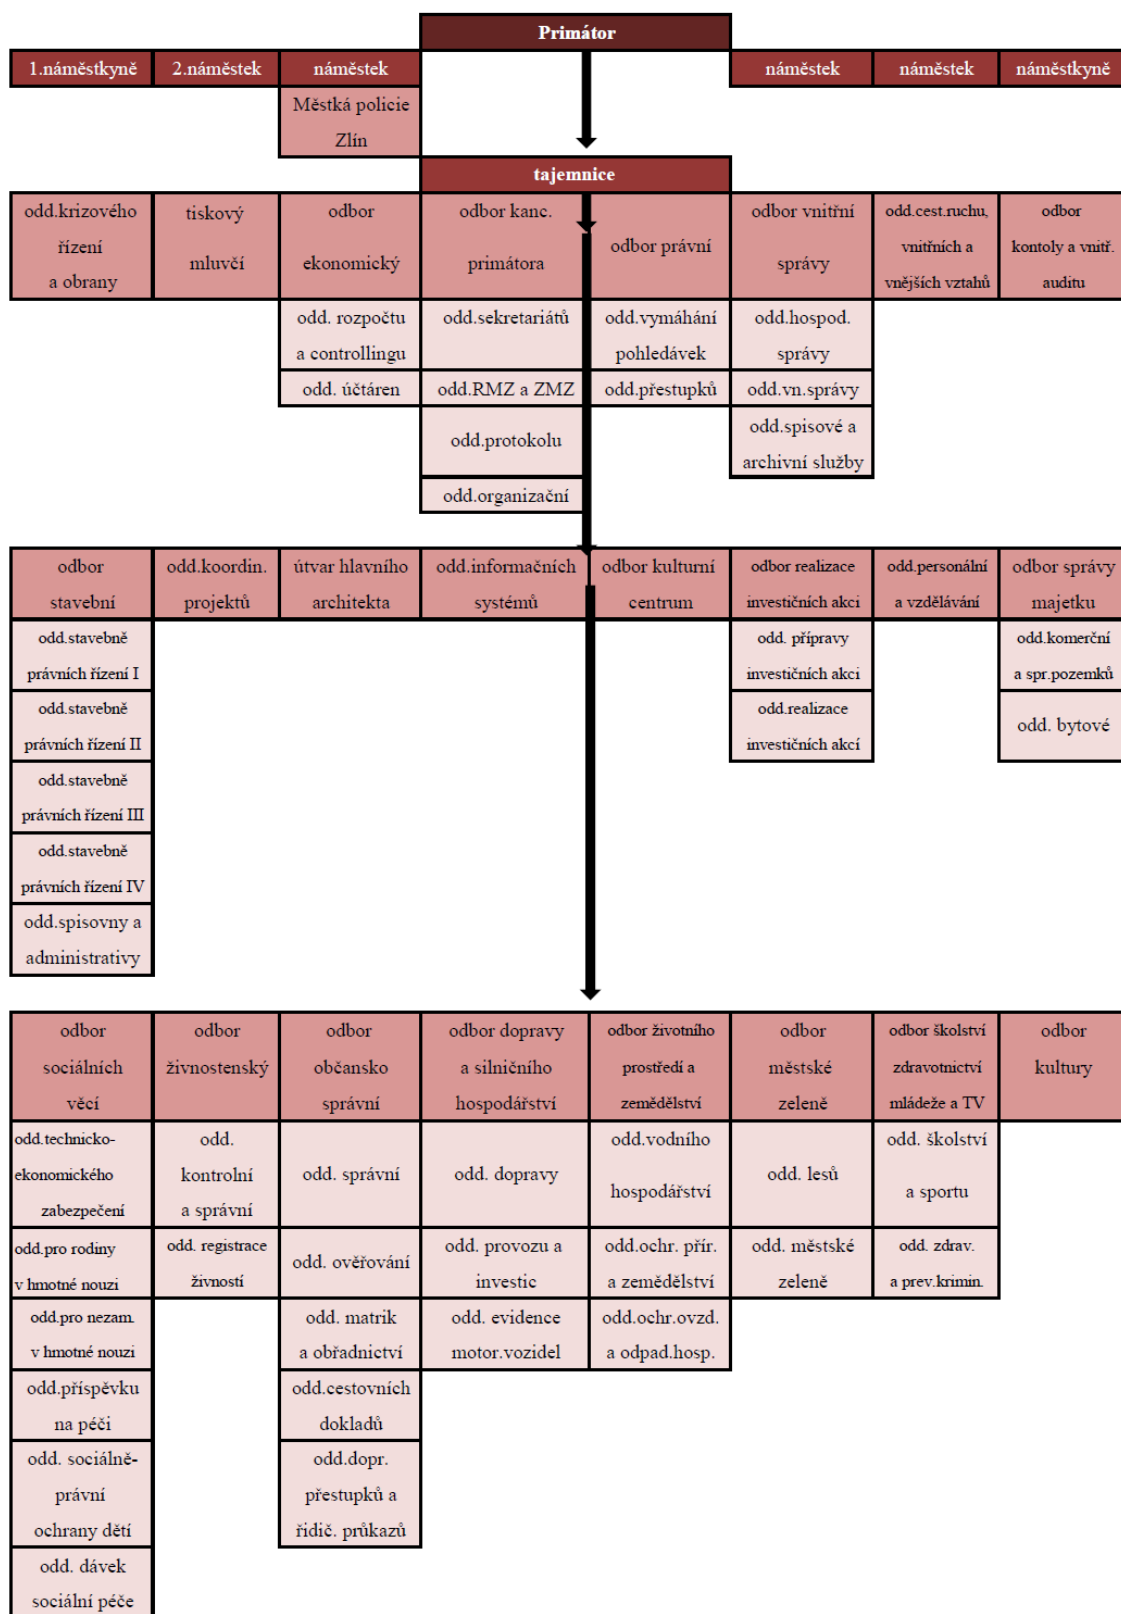 Primátor
1.náměstkyně
2.náměstek
náměstek
náměstek
náměstek
náměstkyně
Městká policie
Zlín
tajemnice
odd.krizového
řízení
a obrany
tiskový
mluvčí
odbor
ekonomický
odbor kanc.
primátora
odbor právní
odbor vnitřní
správy
odd.cest.ruchu,
vnitřních a
vnějších vztahů
odbor
kontoly a vnitř.
auditu
odd. rozpočtu
a controllingu
odd.sekretariátů
odd.vymáhání
pohledávek
odd.hospod.
správy
odd. účtáren
odd.RMZ a ZMZ
odd.přestupků
odd.vn.správy
odd.protokolu
odd.spisové a
archivní služby
odd.organizační
odbor
stavební
odd.koordin.
projektů
útvar hlavního
architekta
odd.informačních
systémů
odbor kulturní
centrum
odbor realizace
investičních akci
odd.personální
a vzdělávání
odbor správy
majetku
odd.stavebně
právních řízení I
odd. přípravy
investičních akci
odd.komerční
a spr.pozemků
odd.stavebně
právních řízení II
odd.realizace
investičních akcí
odd. bytové
odd.stavebně
právních řízení III
odd.stavebně
právních řízení IV
odd.spisovny a
administrativy
odbor
sociálních
věcí
odbor
živnostenský
odbor
občansko
správní
odbor dopravy
a silničního
hospodářství
odbor životního
prostředí a
zemědělství
odbor
městské
zeleně
odbor školství
zdravotnictví
mládeže a TV
odbor
kultury
odd.technicko-
ekonomického
zabezpečení
odd.
kontrolní
a správní
odd. správní
odd. dopravy
odd.vodního
hospodářství
odd. lesů
odd. školství
a sportu
odd.pro rodiny
v hmotné nouzi
odd. registrace
živností
odd. ověřování
odd. provozu a
investic
odd.ochr. přír.
a zemědělství
odd. městské
zeleně
odd. zdrav.
a prev.krimin.
odd.pro nezam.
v hmotné nouzi
odd. matrik
a obřadnictví
odd. evidence
motor.vozidel
odd.ochr.ovzd.
a odpad.hosp.
odd.příspěvku
na péči
odd.cestovních
dokladů
odd. sociálně-
právní
ochrany dětí
odd.dopr.
přestupků a
řidič. průkazů
odd. dávek
sociální péče